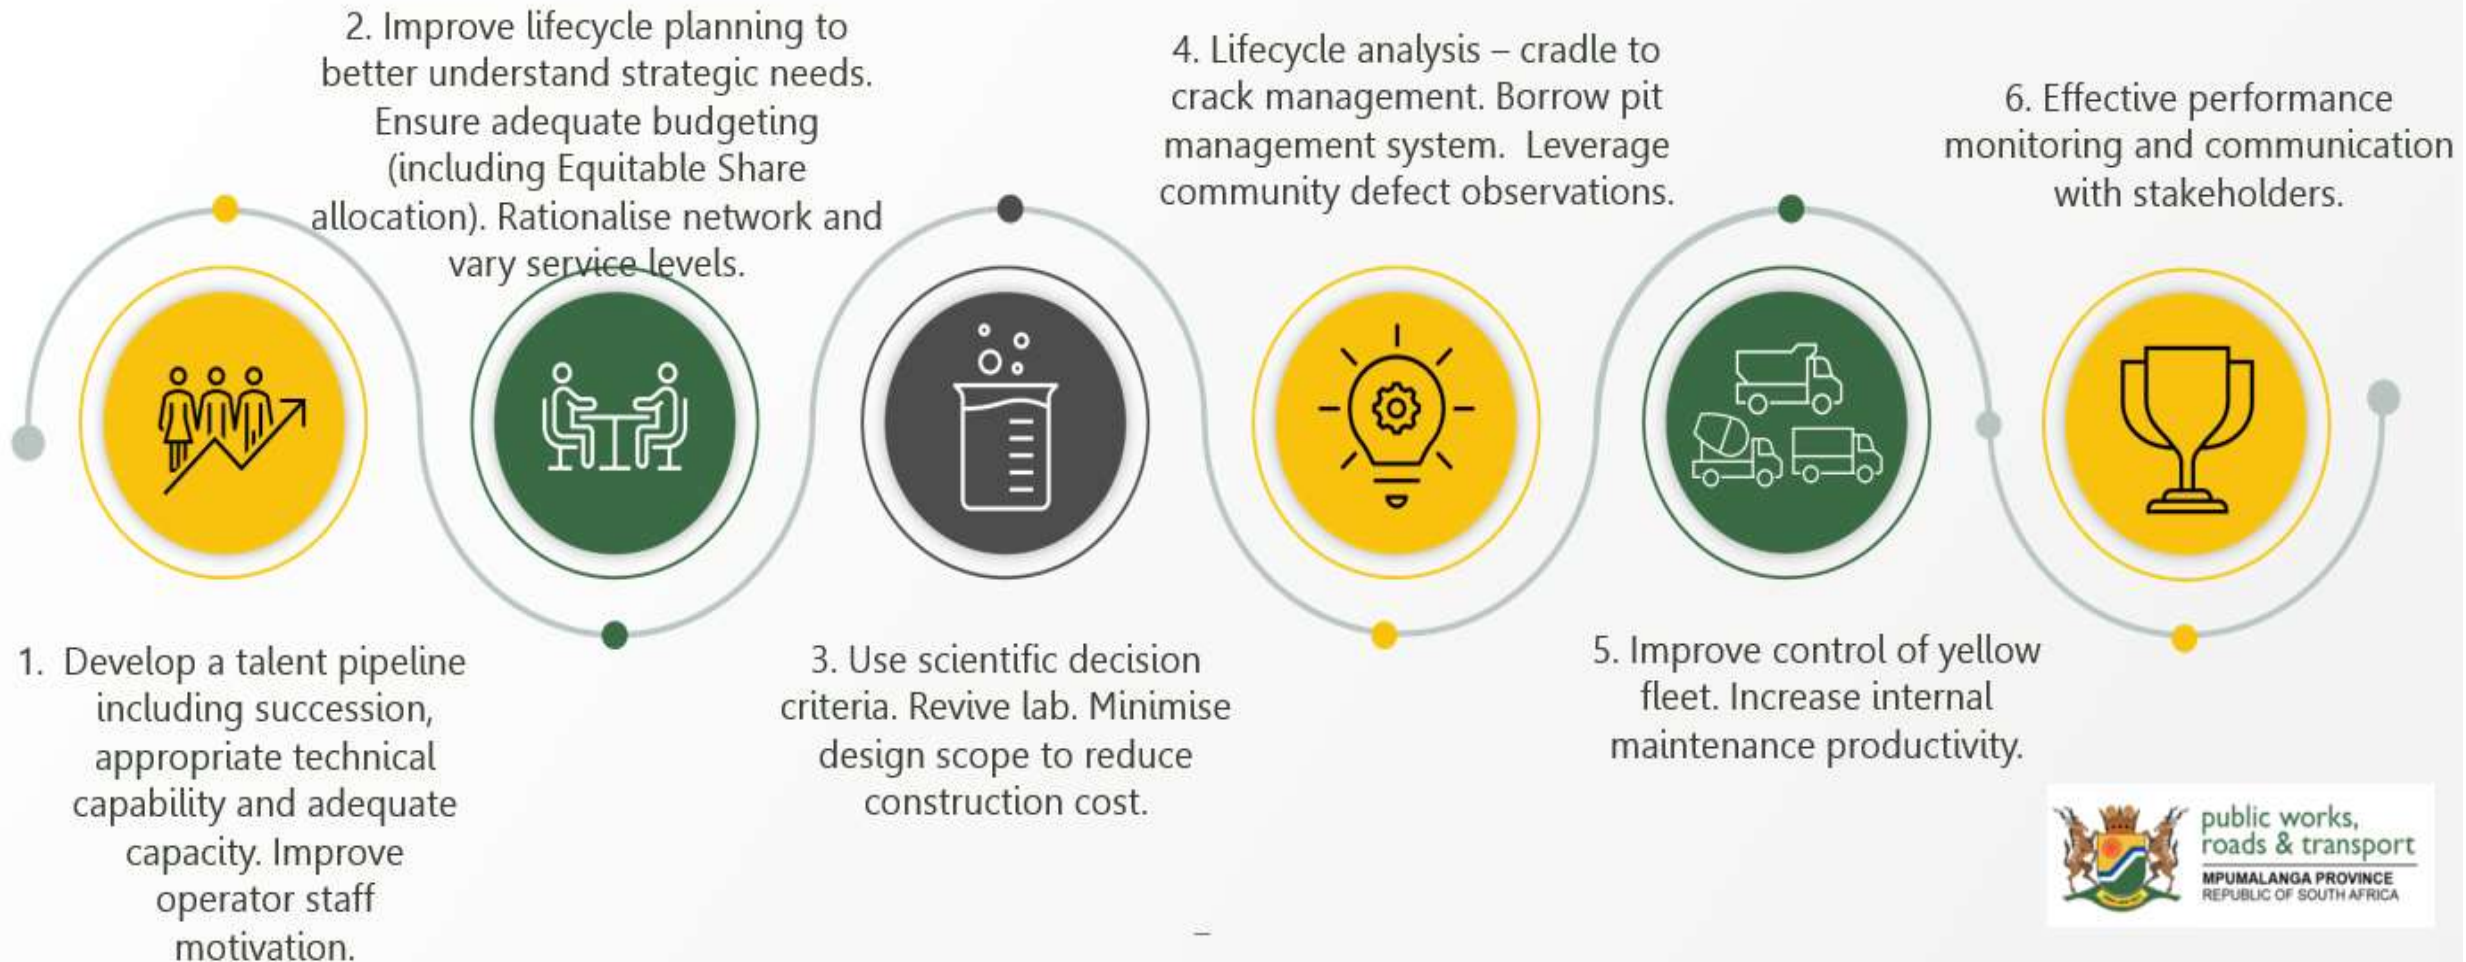 1. Develop a talent pipeline
including succession,
appropriate technical
capability and adequate
capacity. Improve
operator staff
motivation.
2. Improve lifecycle planning to
better understand strategic needs.
Ensure adequate budgeting
(including Equitable Share
allocation). Rationalise network and
vary service levels.
3. Use scientific decision
criteria. Revive lab. Minimise
design scope to reduce
construction cost.
4. Lifecycle analysis – cradle to
crack management. Borrow pit
management system.  Leverage
community defect observations.
5. Improve control of yellow
fleet. Increase internal
maintenance productivity.
6. Effective performance
monitoring and communication
with stakeholders.
public works,
roads & transport
MPUMALANGA PROVINCE
REPUBLIC OF SOUTH AFRICA